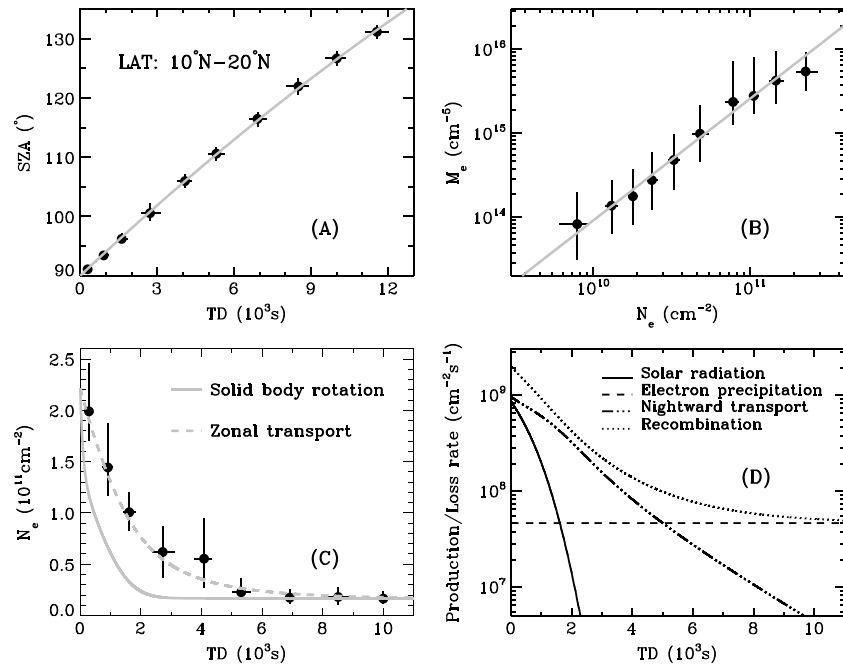 130
120
110
100
90
SZA (°)
LAT: 10°N−20°N
(A)
0 3 6 9 12
TD (10³s)
10¹⁶
10¹⁵
10¹⁴
Mₑ (cm⁻⁵)
(B)
10¹⁰ 10¹¹
Nₑ (cm⁻²)
2.5
2.0
1.5
1.0
0.5
0.0
Nₑ (10¹¹cm⁻²)
Solid body rotation
Zonal transport
(C)
0 2 4 6 8 10
TD (10³s)
10⁹
10⁸
10⁷
Production/Loss rate (cm⁻²s⁻¹)
Solar radiation
Electron precipitation
Nightward transport
Recombination
(D)
0 2 4 6 8 10
TD (10³s)